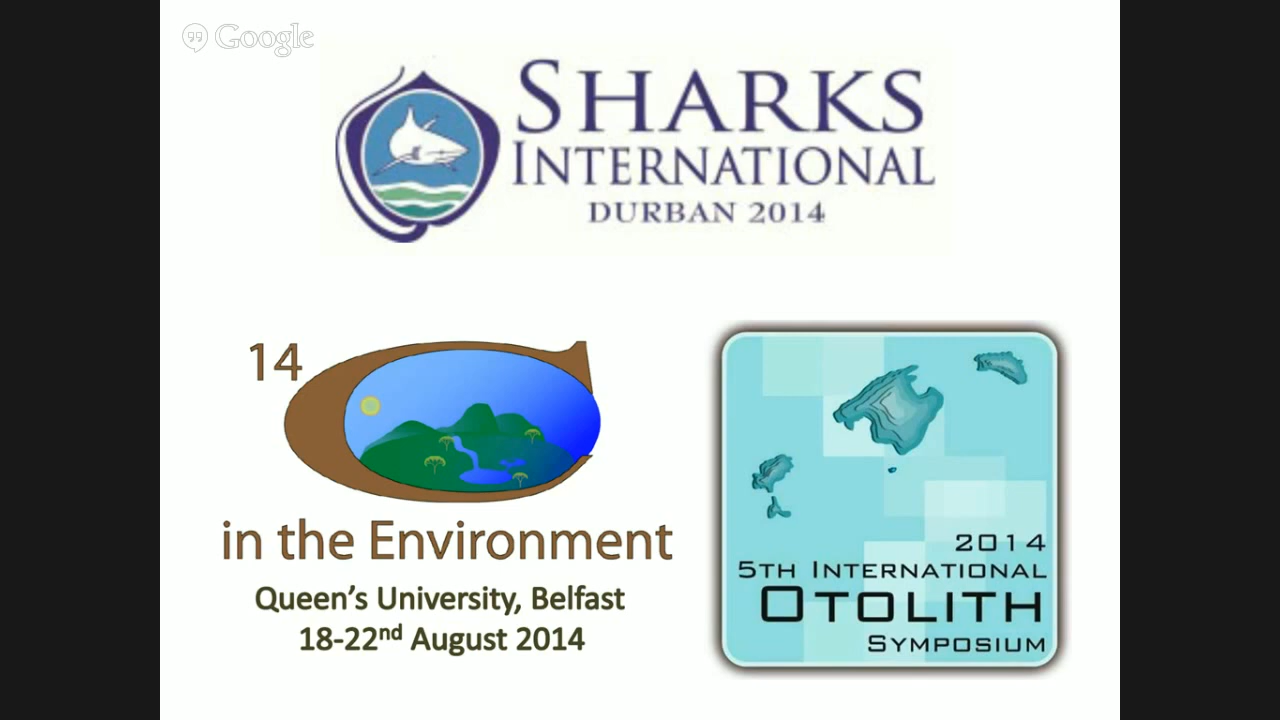 Google
SHARKS
INTERNATIONAL
DURBAN 2014
14
C
in the Environment
Queen's University, Belfast
18-22nd August 2014
2014
5TH INTERNATIONAL
OTOLITH
SYMPOSIUM